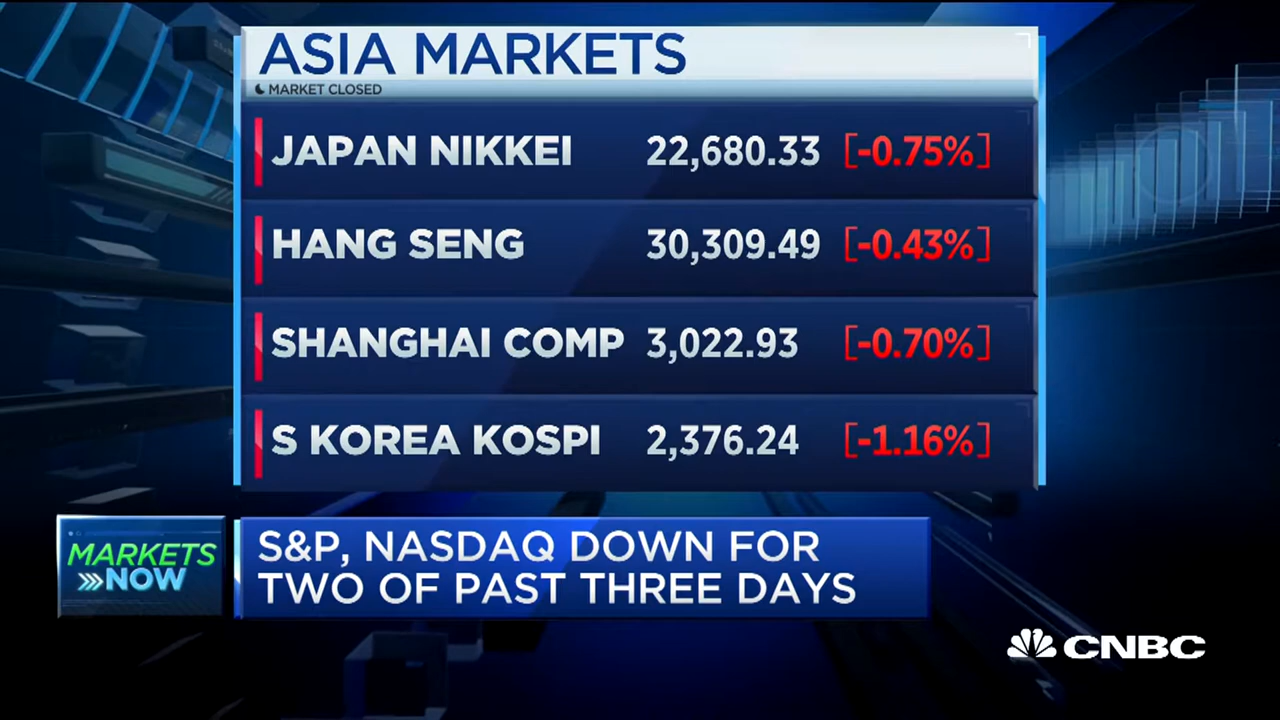 ASIA MARKETS
MARKET CLOSED
JAPAN NIKKEI 22,680.33 [-0.75%]
HANG SENG 30,309.49 [-0.43%]
SHANGHAI COMP 3,022.93 [-0.70%]
S KOREA KOSPI 2,376.24 [-1.16%]
MARKETS
NOW
S&P, NASDAQ DOWN FOR
TWO OF PAST THREE DAYS
CNBC